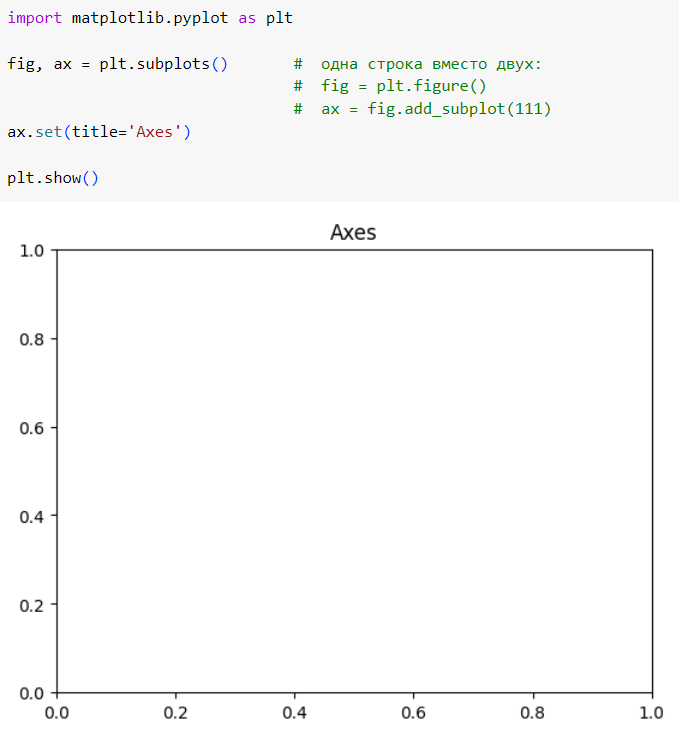 import matplotlib.pyplot as plt
fig, ax = plt.subplots()       #  одна строка вместо двух:
#  fig = plt.figure()
#  ax = fig.add_subplot(111)
ax.set(title='Axes')
plt.show()
Axes
1.0
0.8
0.6
0.4
0.2
0.0
0.0 0.2 0.4 0.6 0.8 1.0